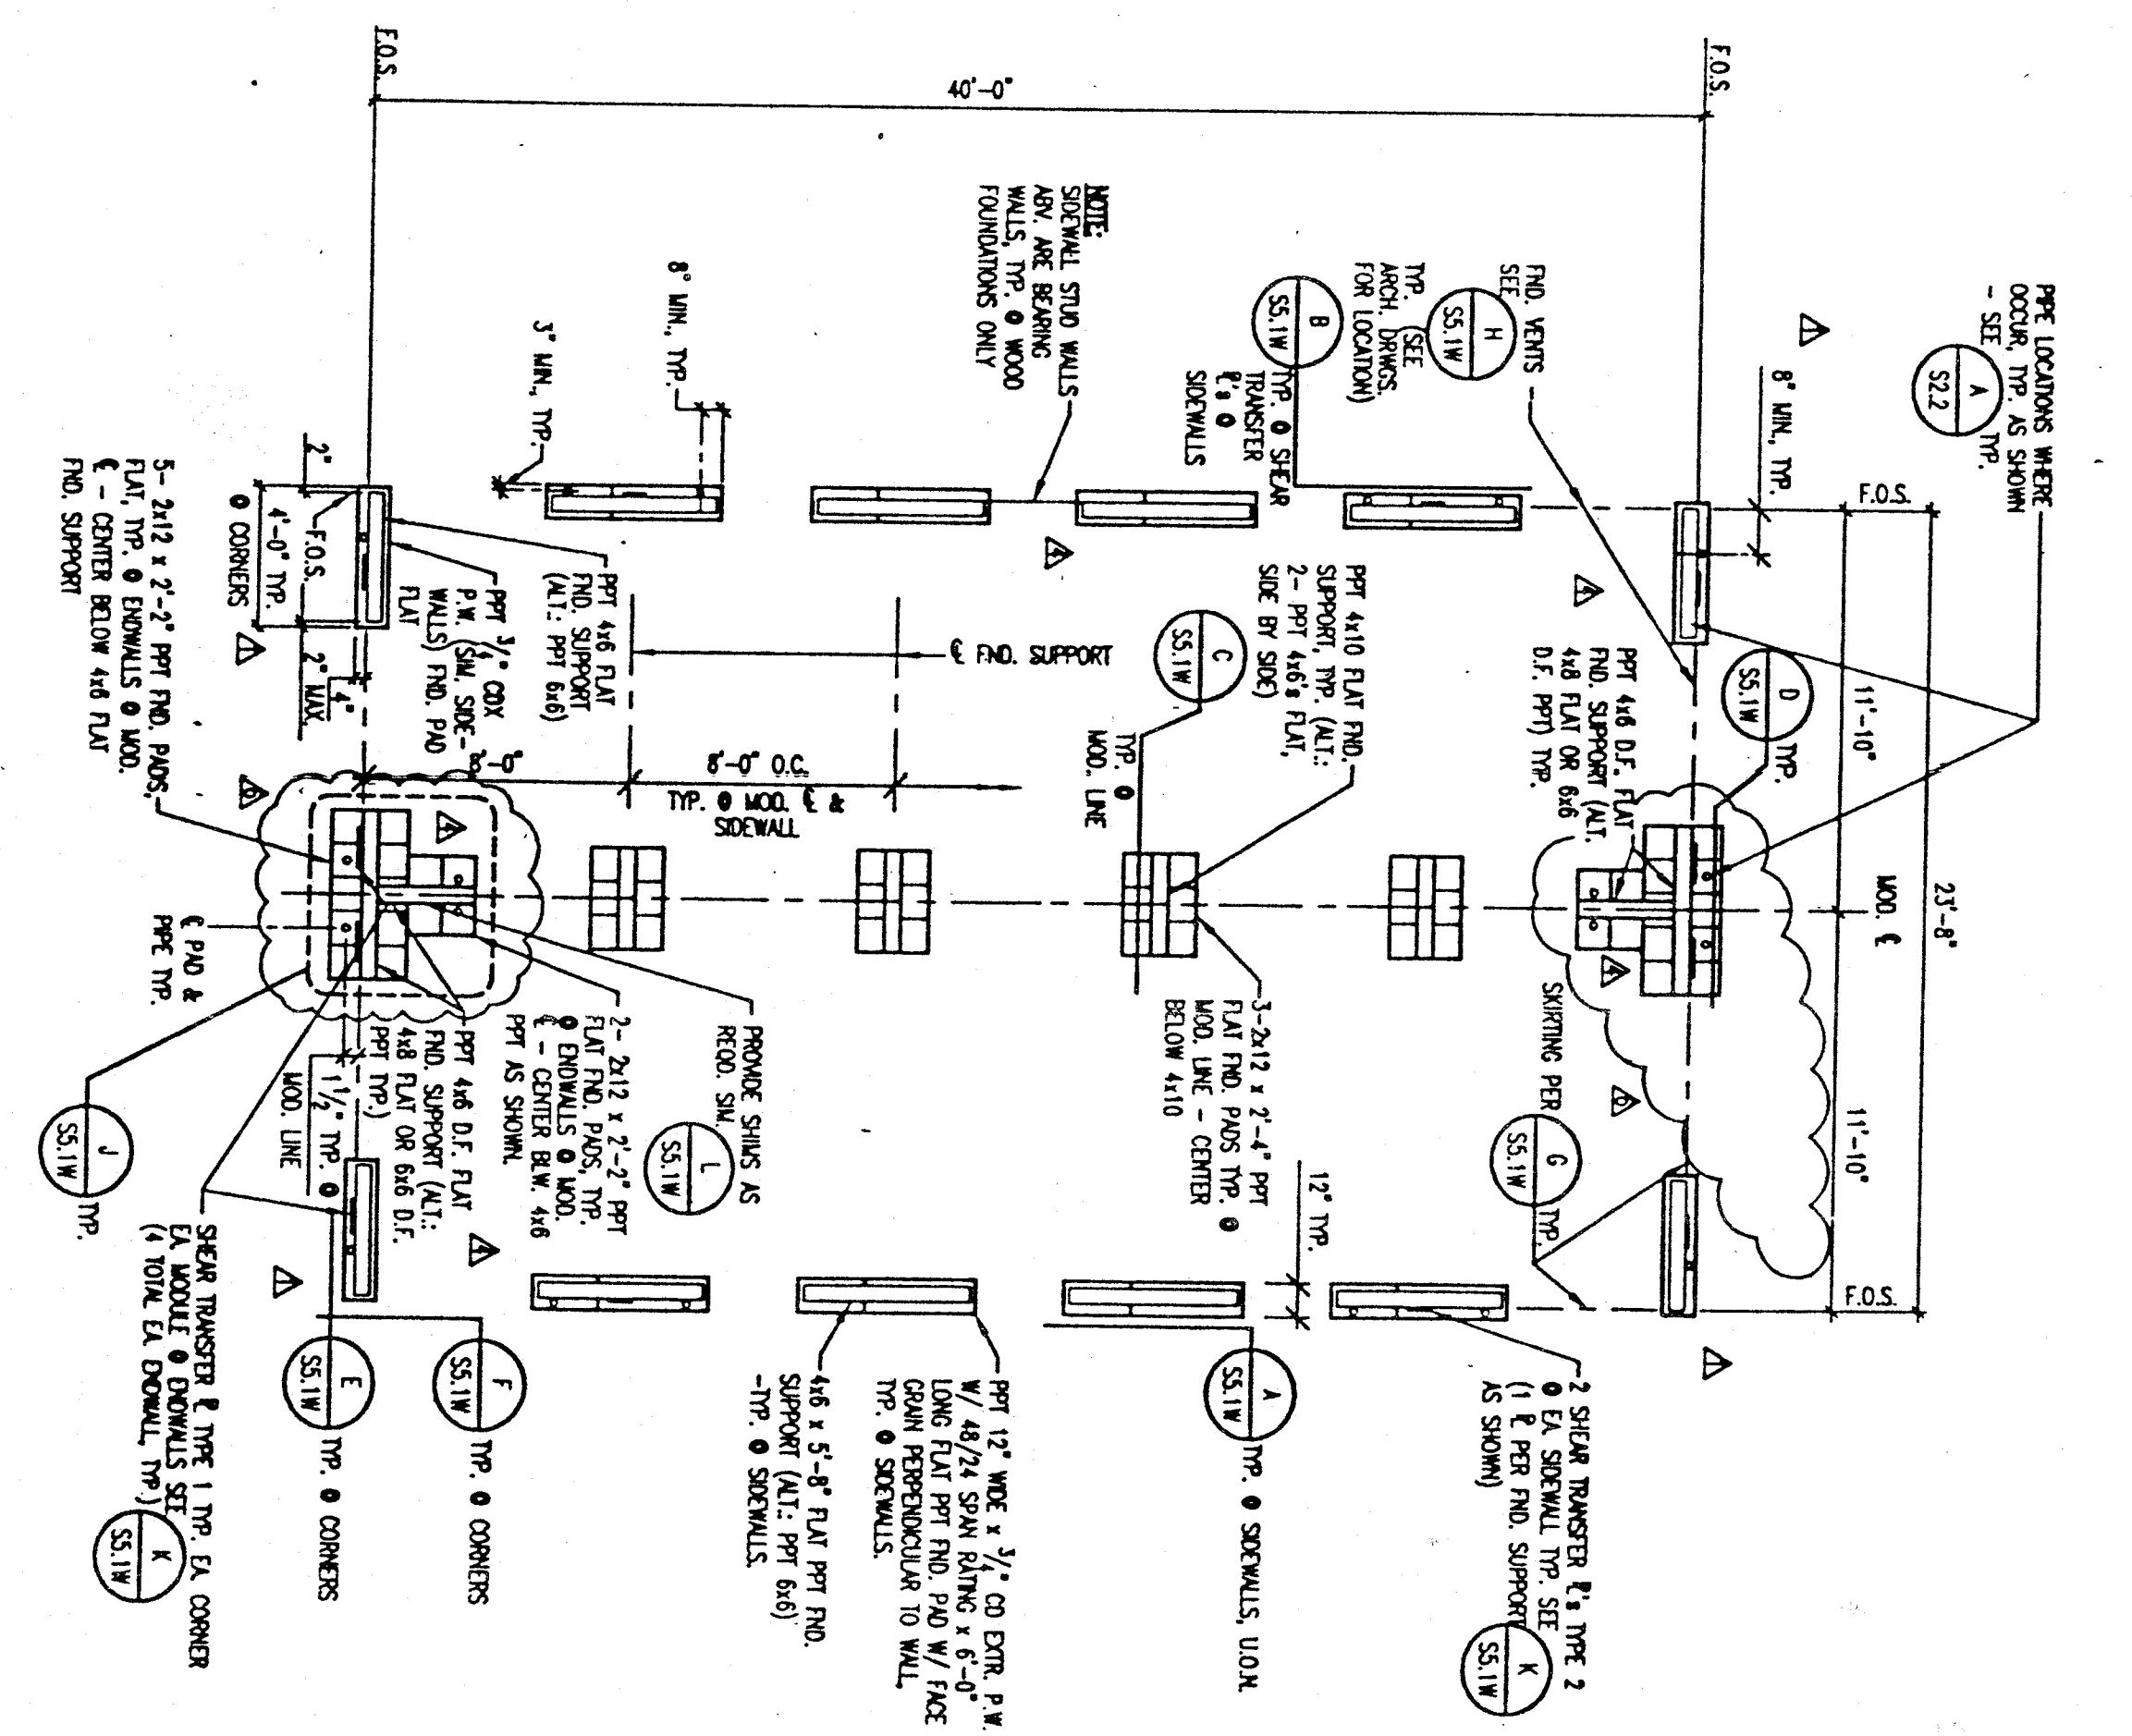 PIPE LOCATIONS WHERE
OCCUR, TYP. AS SHOWN
- SEE
A
S2.2
TYP.
1
8" MIN., TYP.
F.O.S.
11'-10"
23'-8"
MOD. ℄
11'-10"
F.O.S.
1
F.O.S.
40'-0"
F.O.S.
FND. VENTS
SEE
H
S5.1W
TYP. (SEE
ARCH. DRWGS.
FOR LOCATION)
B
S5.1W
TYP. @ SHEAR
TRANSFER
℄'s @
SIDEWALLS
4
D
S5.1W
TYP.
PPT 4x6 D.F. FLAT
FND. SUPPORT (ALT.
4x8 FLAT OR 6x6
D.F. PPT) TYP.
4
6
SKIRTING PER
G
S5.1W
TYP.
2 SHEAR TRANSFER ℄'s TYPE 2
@ EA. SIDEWALL TYP. SEE
(1 ℄ PER FND. SUPPORT
AS SHOWN)
K
S5.1W
NOTE:
SIDEWALL STUD WALLS
ABV. ARE BEARING
WALLS, TYP. @ WOOD
FOUNDATIONS ONLY
4
PPT 4x10 FLAT FND.
SUPPORT, TYP. (ALT.:
2- PPT 4x6's FLAT,
SIDE BY SIDE)
C
S5.1W
TYP. @
MOD. LINE
3-2x12 x 2'-4" PPT
FLAT FND. PADS TYP. @
MOD. LINE - CENTER
BELOW 4x10
12" TYP.
A
S5.1W
TYP. @ SIDEWALLS, U.O.N.
℄ FND. SUPPORT
8'-0"
8'-0" O.C.
TYP. @ MOD. ℄ &
SIDEWALL
PPT 12" WIDE x 3/4" CD EXTR. P.W.
W/ 48/24 SPAN RATING x 6'-0"
LONG FLAT PPT FND. PAD W/ FACE
GRAIN PERPENDICULAR TO WALL,
TYP. @ SIDEWALLS.
4x6 x 5'-8" FLAT PPT FND.
SUPPORT (ALT.: PPT 6x6)
-TYP. @ SIDEWALLS.
8" MIN., TYP.
3" MIN., TYP.
PPT 4x6 FLAT
FND. SUPPORT
(ALT.: PPT 6x6)
PPT 3/4" CDX
P.W. (SIM. SIDE-
WALLS) FND. PAD
FLAT
PROVIDE SHIMS AS
REQD. SIM.
L
S5.1W
2- 2x12 x 2'-2" PPT
FLAT FND. PADS, TYP.
@ ENDWALLS @ MOD.
℄ - CENTER BLW. 4x6
PPT AS SHOWN.
4
PPT 4x6 D.F. FLAT
FND. SUPPORT (ALT.:
4x8 FLAT OR 6x6 D.F.
PPT TYP.)
4
2"
F.O.S.
4'-0" TYP.
@ CORNERS
4"
2" MAX.
1
6
5- 2x12 x 2'-2" PPT FND. PADS,
FLAT, TYP. @ ENDWALLS @ MOD.
℄ - CENTER BELOW 4x6 FLAT
FND. SUPPORT
℄ PAD &
PIPE TYP.
1 1/2" TYP. @
MOD. LINE
1
F
S5.1W
TYP. @ CORNERS
E
S5.1W
TYP. @ CORNERS
J
S5.1W
TYP.
SHEAR TRANSFER ℄ TYPE 1 TYP. EA. CORNER
EA. MODULE @ ENDWALLS SEE
(4 TOTAL EA. ENDWALL, TYP.)
K
S5.1W